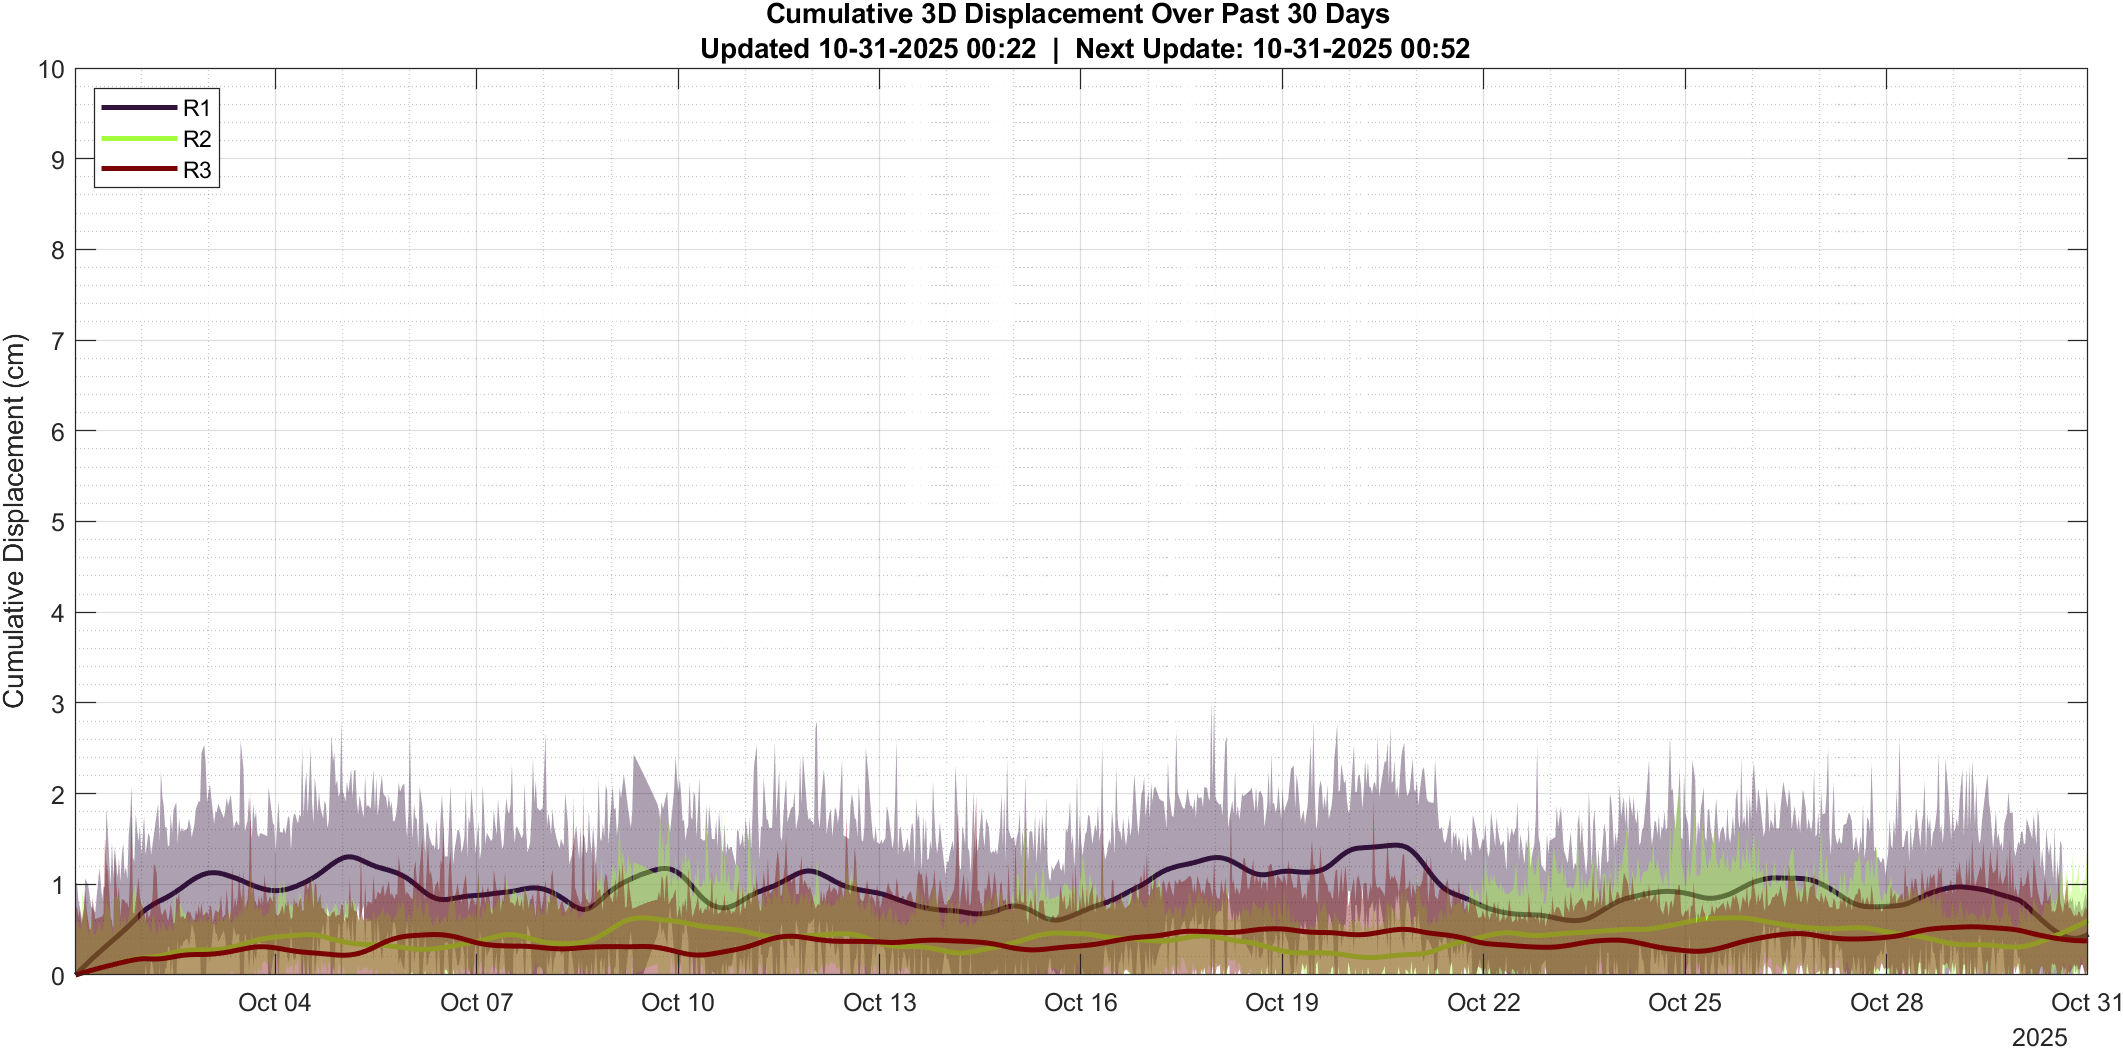 Cumulative 3D Displacement Over Past 30 Days
Updated 10-31-2025 00:22 | Next Update: 10-31-2025 00:52
R1
R2
R3
Cumulative Displacement (cm)
10
9
8
7
6
5
4
3
2
1
0
Oct 04
Oct 07
Oct 10
Oct 13
Oct 16
Oct 19
Oct 22
Oct 25
Oct 28
Oct 31
2025